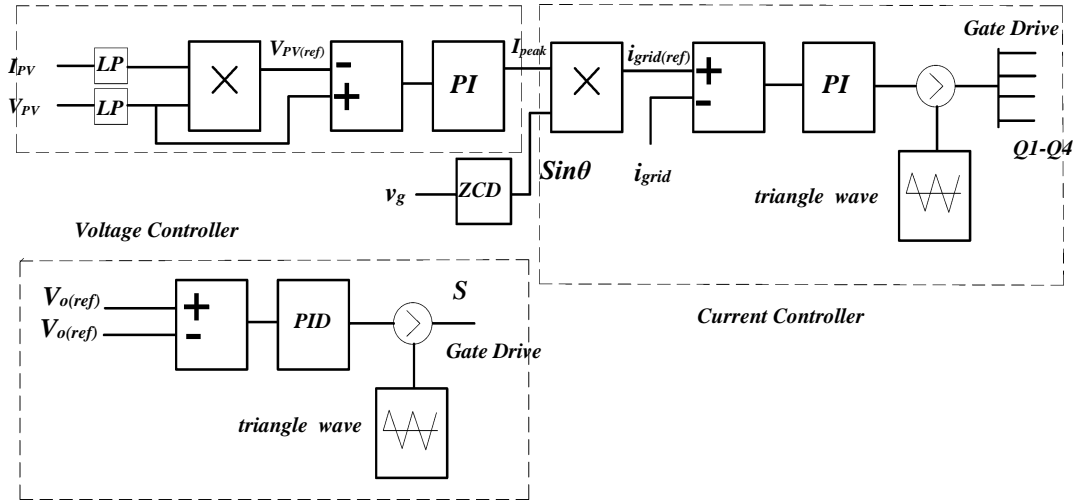 I_PV
LP
V_PV(ref)
-
+
PI
I_peak
V_PV
LP
v_g
ZCD
Sinθ
i_grid(ref)
+
-
i_grid
PI
>
Gate Drive
Q1-Q4
triangle wave
Voltage Controller
Current Controller
V_o(ref)
V_o(ref)
+
-
PID
>
S
Gate Drive
triangle wave